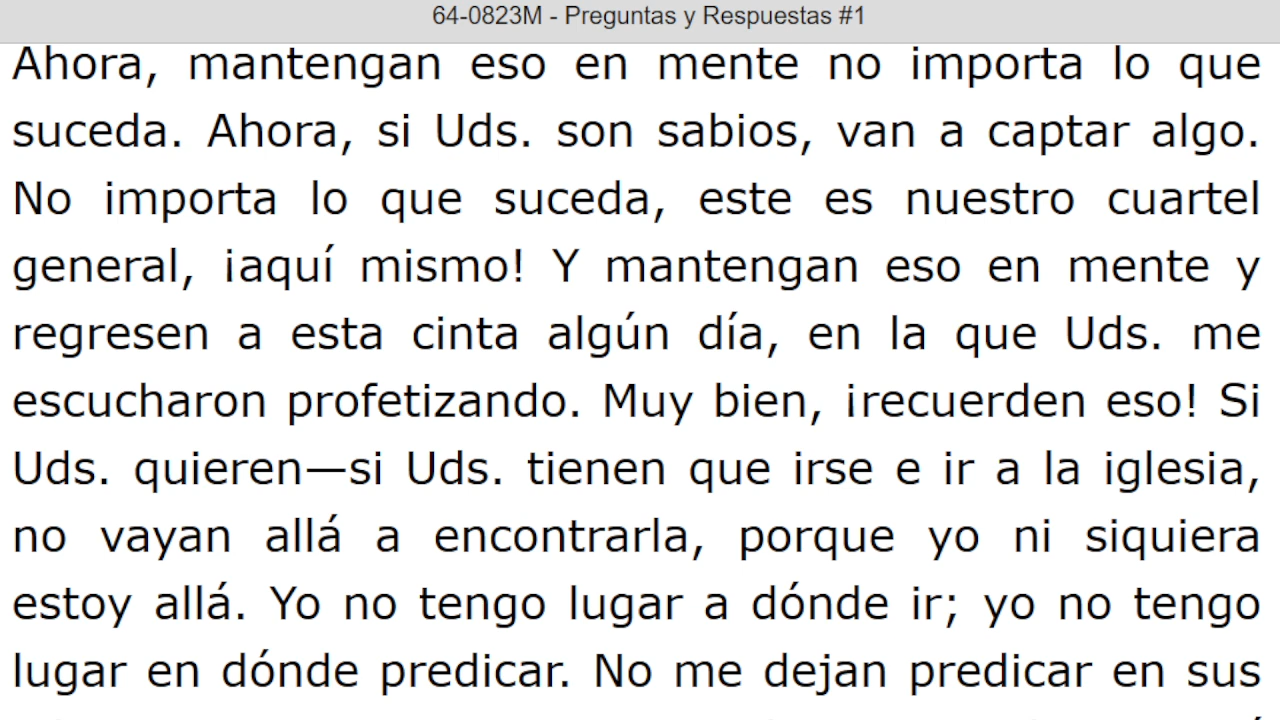 64-0823M - Preguntas y Respuestas #1
Ahora, mantengan eso en mente no importa lo que
suceda. Ahora, si Uds. son sabios, van a captar algo.
No importa lo que suceda, este es nuestro cuartel
general, ¡aquí mismo! Y mantengan eso en mente y
regresen a esta cinta algún día, en la que Uds. me
escucharon profetizando. Muy bien, ¡recuerden eso! Si
Uds. quieren—si Uds. tienen que irse e ir a la iglesia,
no vayan allá a encontrarla, porque yo ni siquiera
estoy allá. Yo no tengo lugar a dónde ir; yo no tengo
lugar en dónde predicar. No me dejan predicar en sus